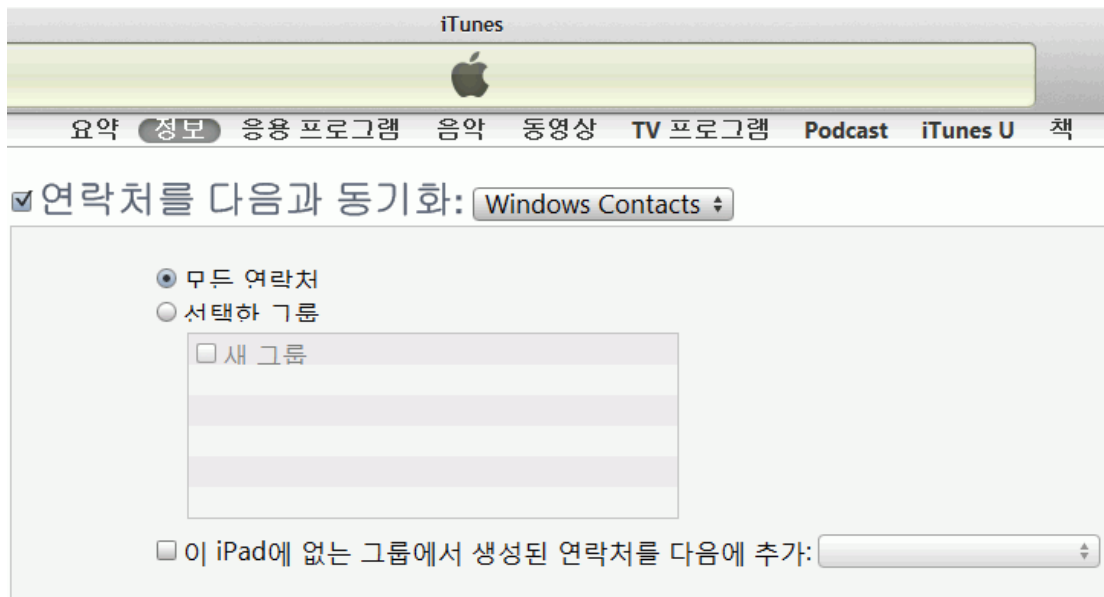 iTunes
요약 정보 응용 프로그램 음악 동영상 TV 프로그램 Podcast iTunes U 책
연락처를 다음과 동기화: Windows Contacts
모든 연락처
선택한 그룹
새 그룹
이 iPad에 없는 그룹에서 생성된 연락처를 다음에 추가: